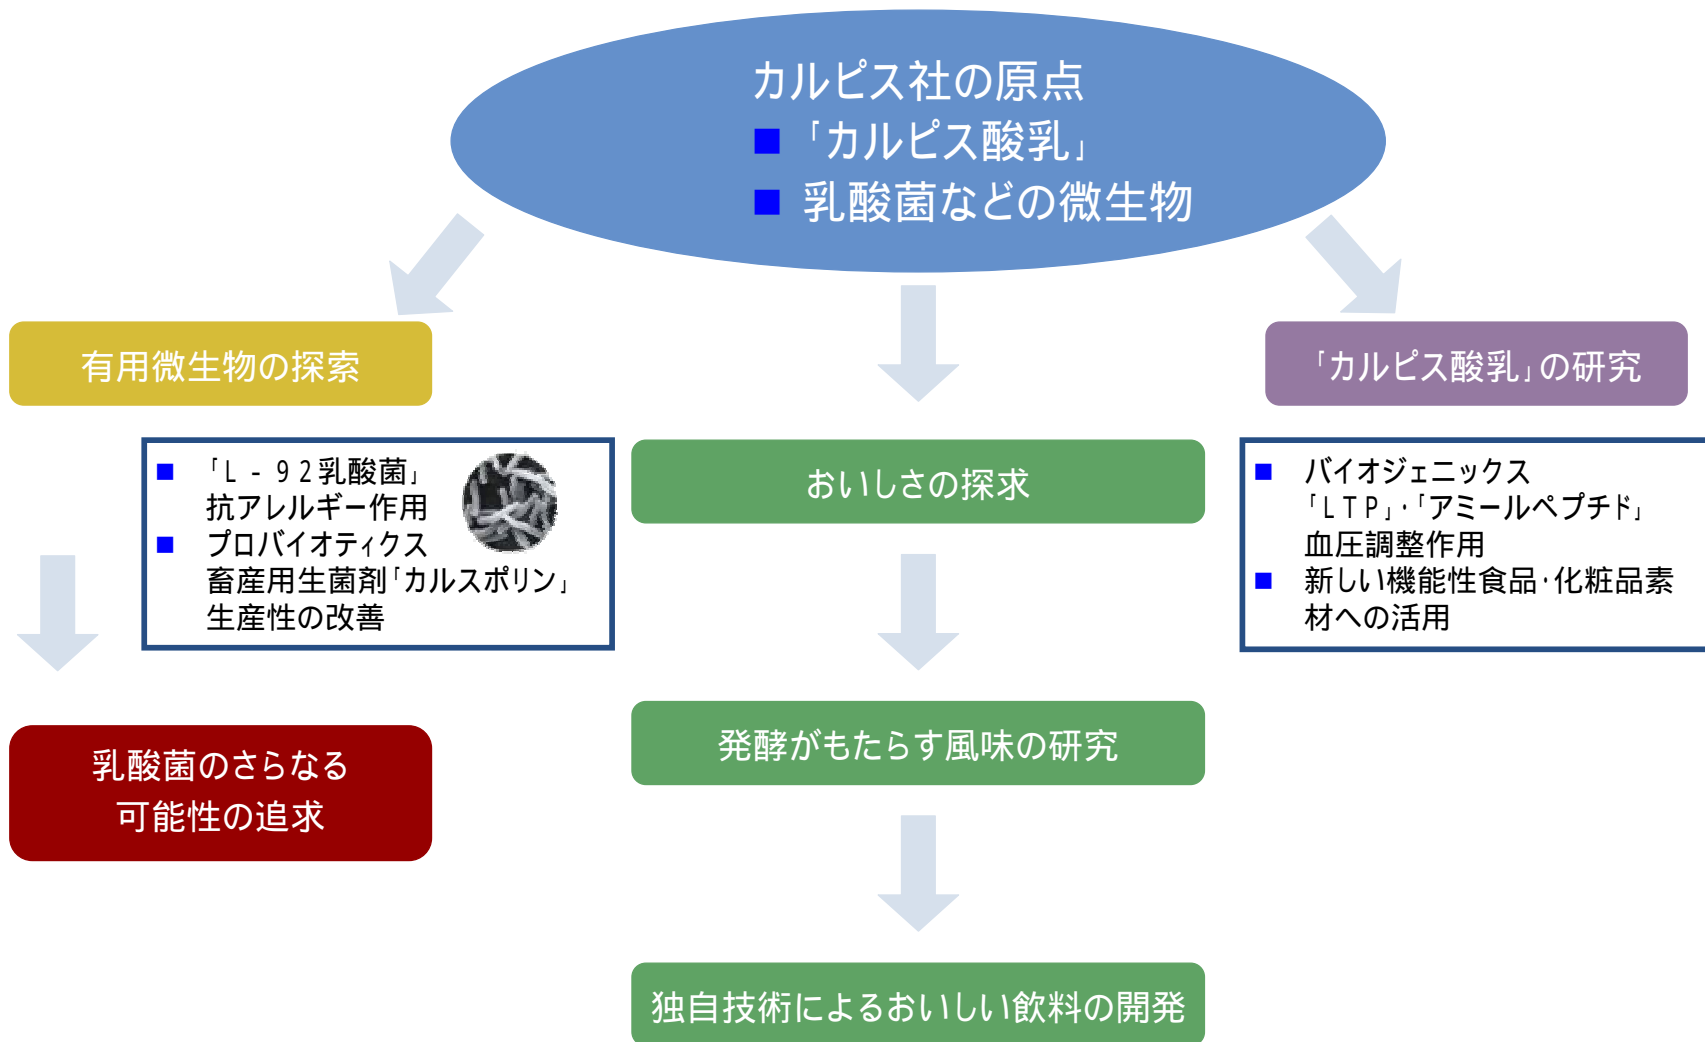 カルピス社の原点
■ 「カルピス酸乳」
■ 乳酸菌などの微生物
有用微生物の探索
■ 「L-92乳酸菌」
抗アレルギー作用
■ プロバイオティクス
畜産用生菌剤「カルスポリン」
生産性の改善
乳酸菌のさらなる
可能性の追求
おいしさの探求
発酵がもたらす風味の研究
独自技術によるおいしい飲料の開発
「カルピス酸乳」の研究
■ バイオジェニックス
「LTP」・「アミールペプチド」
血圧調整作用
■ 新しい機能性食品・化粧品素
材への活用